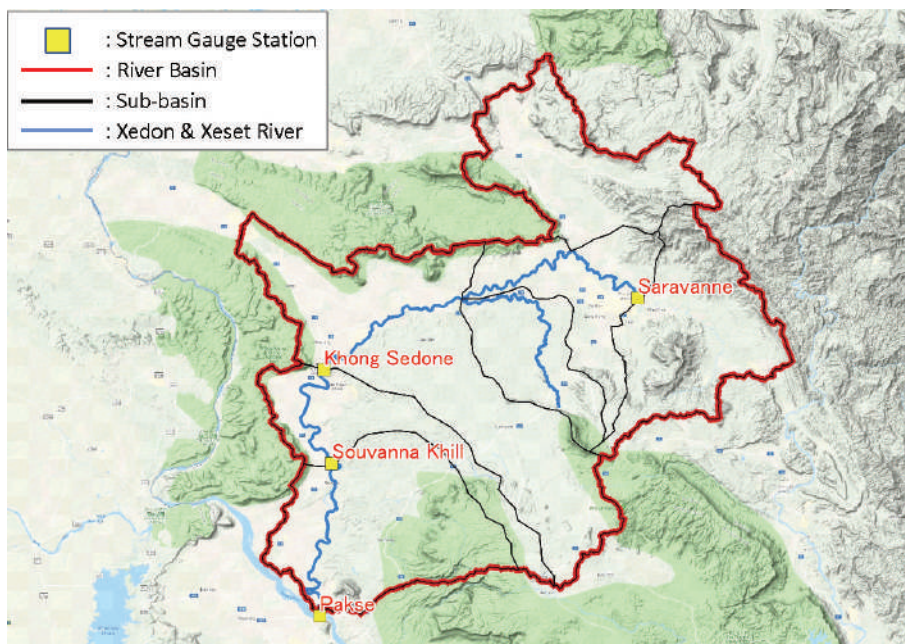 : Stream Gauge Station
: River Basin
: Sub-basin
: Xedon & Xeset River
Saravanne
Khong Sedone
Souvanna Khill
Pakse